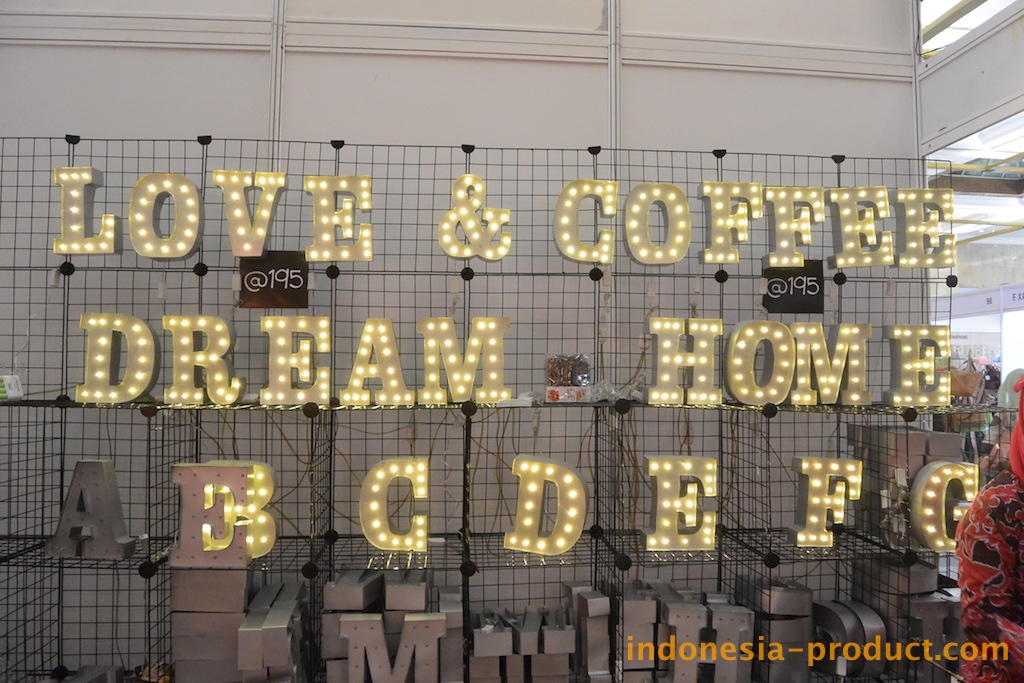 LOVE & COFFEE
@195 @195
DREAM HOME
A B C D E F G
M
indonesia-product.com